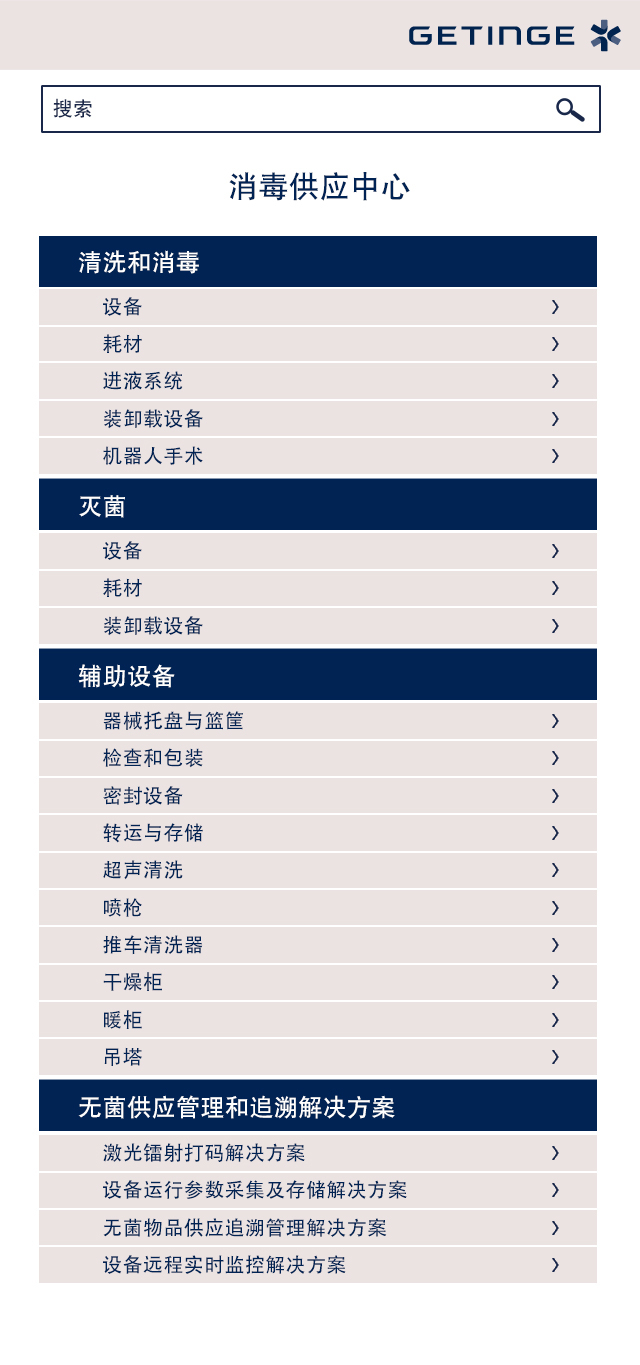 GETINGE
搜索
消毒供应中心
清洗和消毒
设备
耗材
进液系统
装卸载设备
机器人手术
灭菌
设备
耗材
装卸载设备
辅助设备
器械托盘与篮筐
检查和包装
密封设备
转运与存储
超声清洗
喷枪
推车清洗器
干燥柜
暖柜
吊塔
无菌供应管理和追溯解决方案
激光镭射打码解决方案
设备运行参数采集及存储解决方案
无菌物品供应追溯管理解决方案
设备远程实时监控解决方案